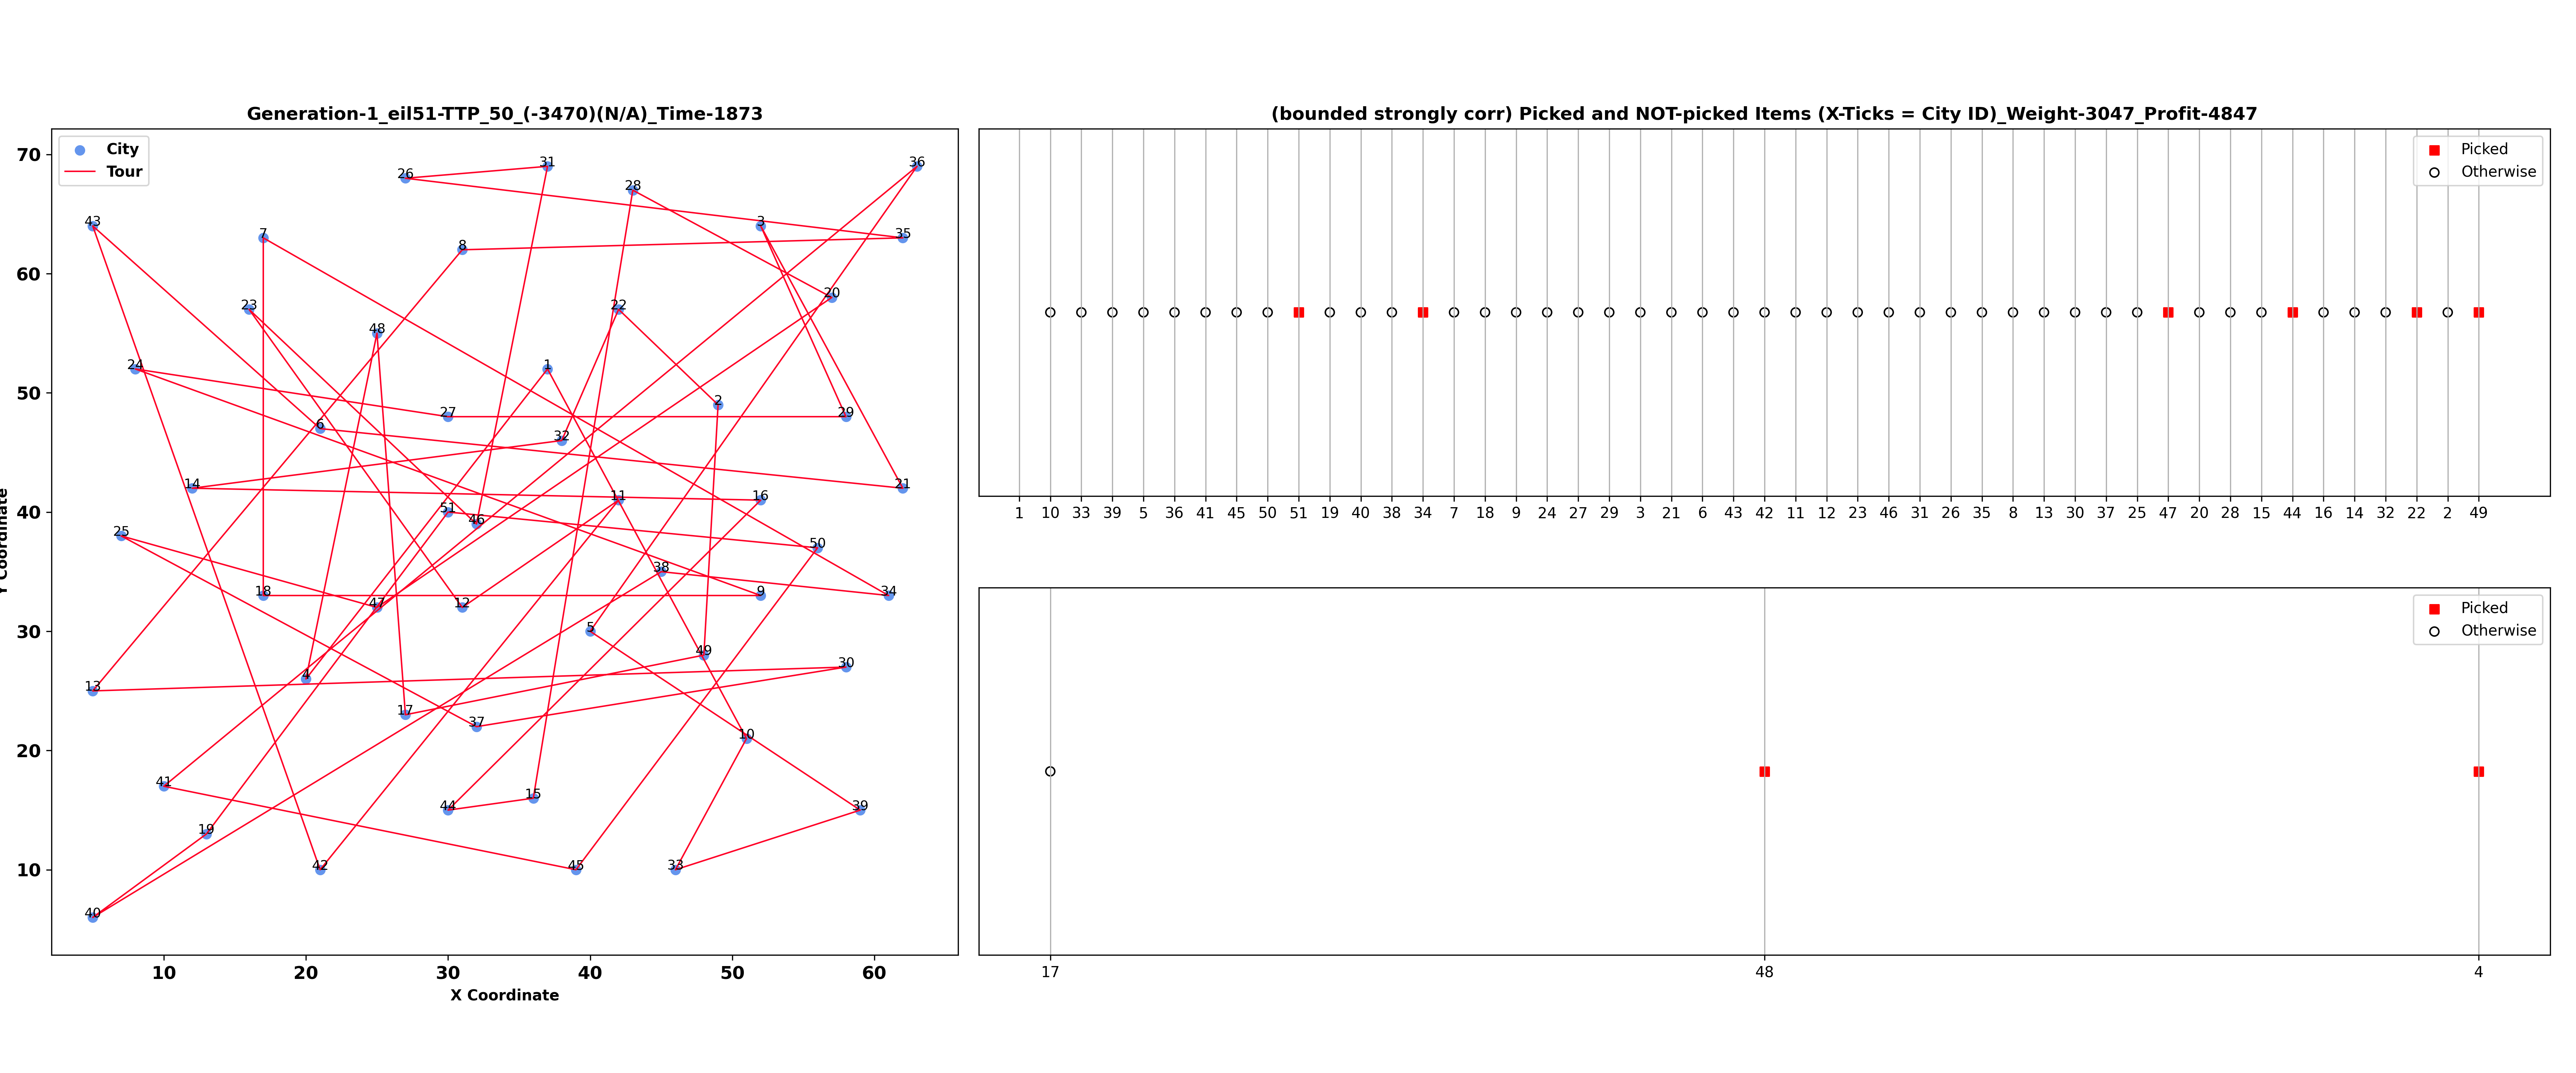 Generation-1_eil51-TTP_50_(-3470)(N/A)_Time-1873
City
Tour
70
60
50
40
30
20
10
Y Coordinate
10 20 30 40 50 60
X Coordinate
26 31 36
28
43 3
7 8 35
23 22 20
48
24 1
27 2 29
6 32
14 11 16 21
51 46
25 50
38
18 47 12 9 34
5
49
13 4 30
17 37
10
41 44 15 39
19
42 45 33
40
(bounded strongly corr) Picked and NOT-picked Items (X-Ticks = City ID)_Weight-3047_Profit-4847
Picked
Otherwise
1 10 33 39 5 36 41 45 50 51 19 40 38 34 7 18 9 24 27 29 3 21 6 43 42 11 12 23 46 31 26 35 8 13 30 37 25 47 20 28 15 44 16 14 32 22 2 49
Picked
Otherwise
17 48 4